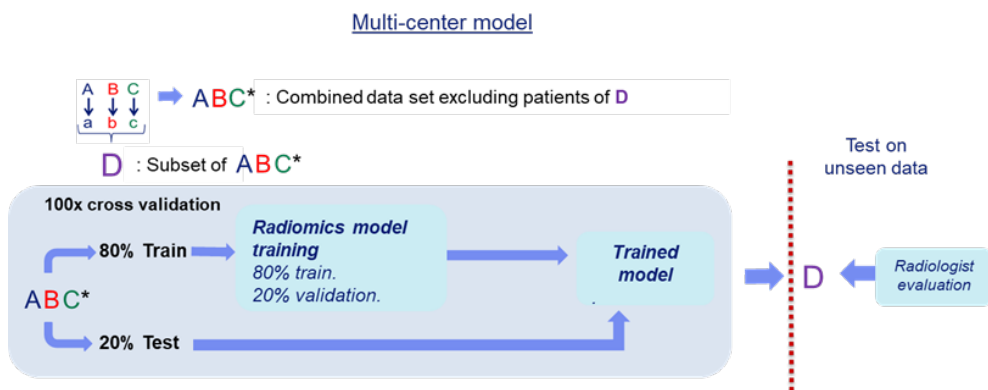 Multi-center model
A B C
a b c
ABC* : Combined data set excluding patients of D
D : Subset of ABC*
Test on
unseen data
100x cross validation
80% Train
Radiomics model
training
80% train.
20% validation.
Trained
model
.
ABC*
20% Test
D
Radiologist
evaluation